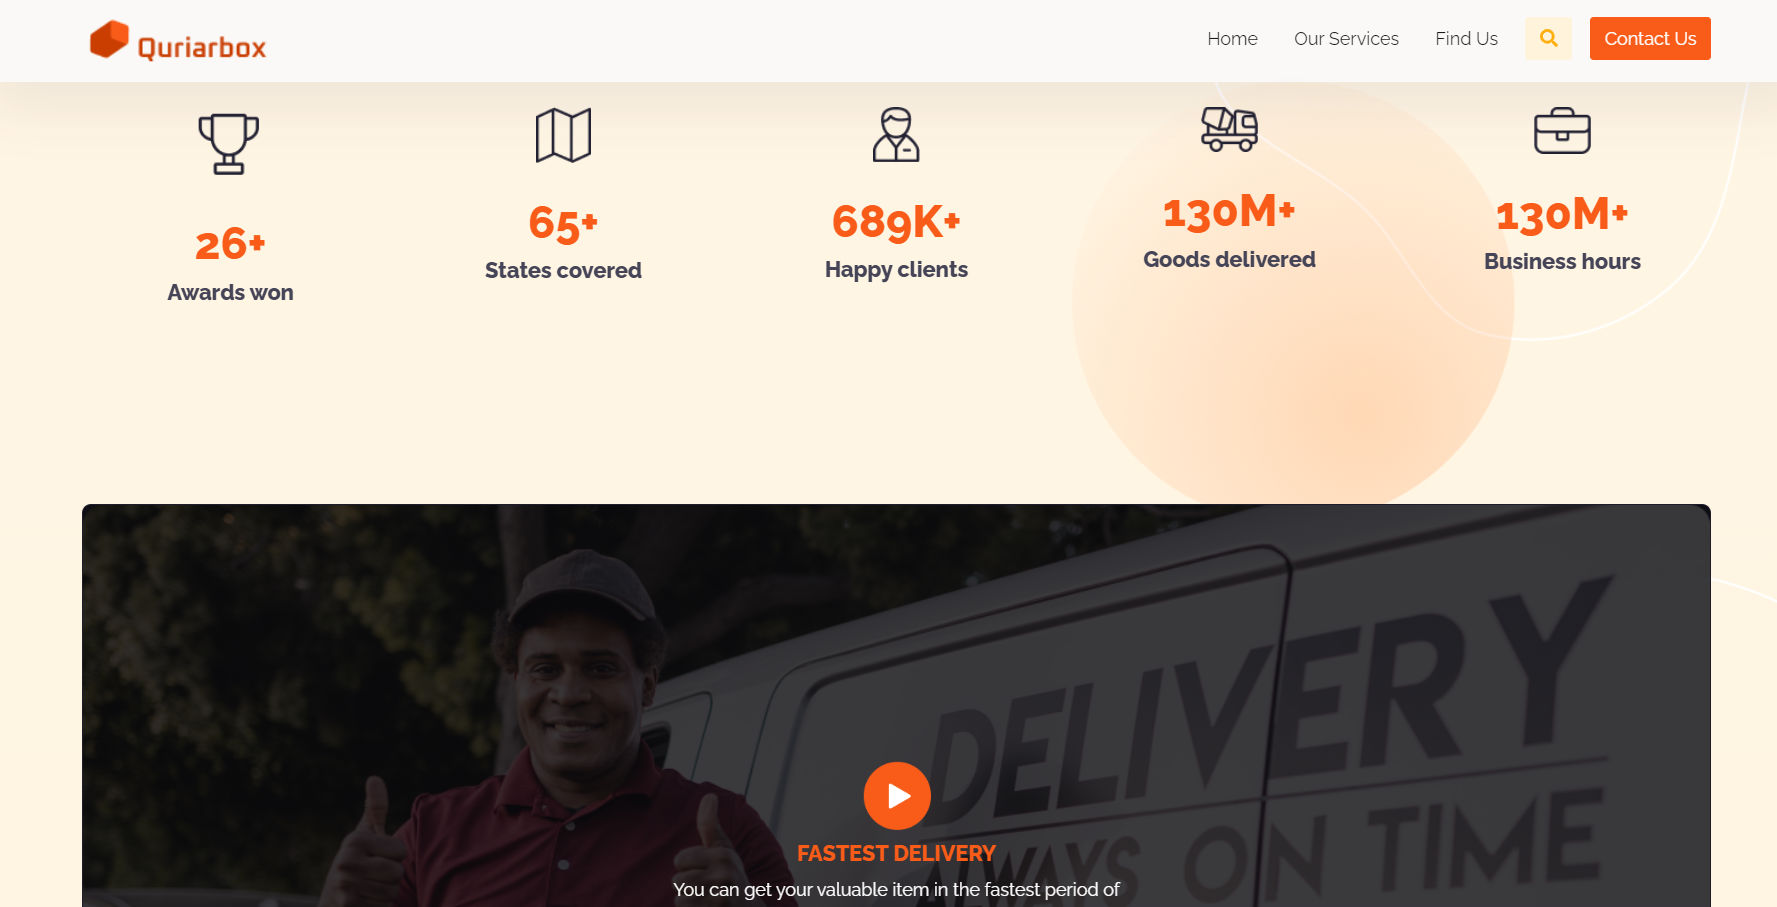 Quriarbox
Home
Our Services
Find Us
Contact Us
26+
Awards won
65+
States covered
689K+
Happy clients
130M+
Goods delivered
130M+
Business hours
DELIVERY
ALWAYS ON TIME
FASTEST DELIVERY
You can get your valuable item in the fastest period of